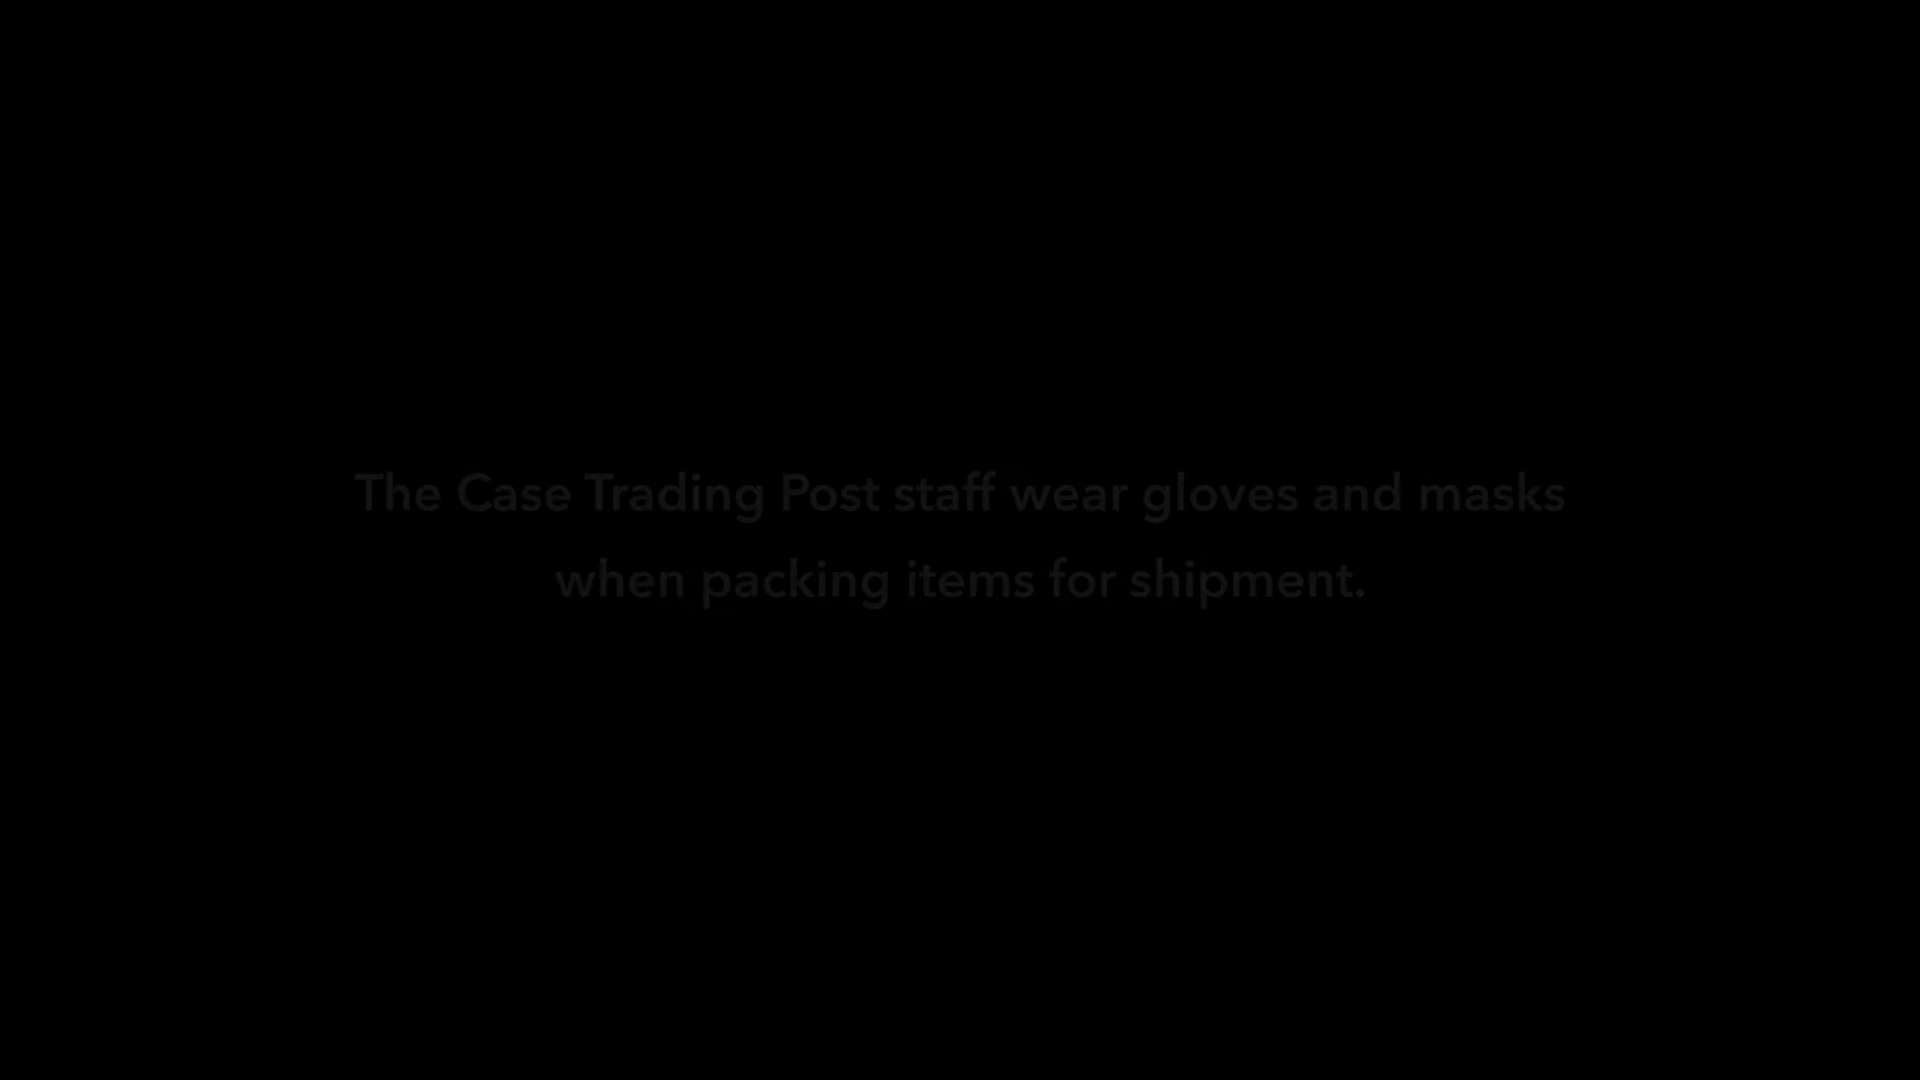 The Case Trading Post staff wear gloves and masks
when packing items for shipment.